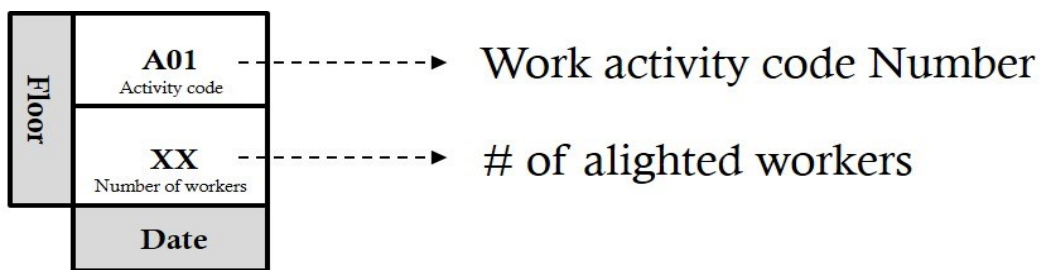 Floor
A01
Activity code
Work activity code Number
XX
Number of workers
# of alighted workers
Date